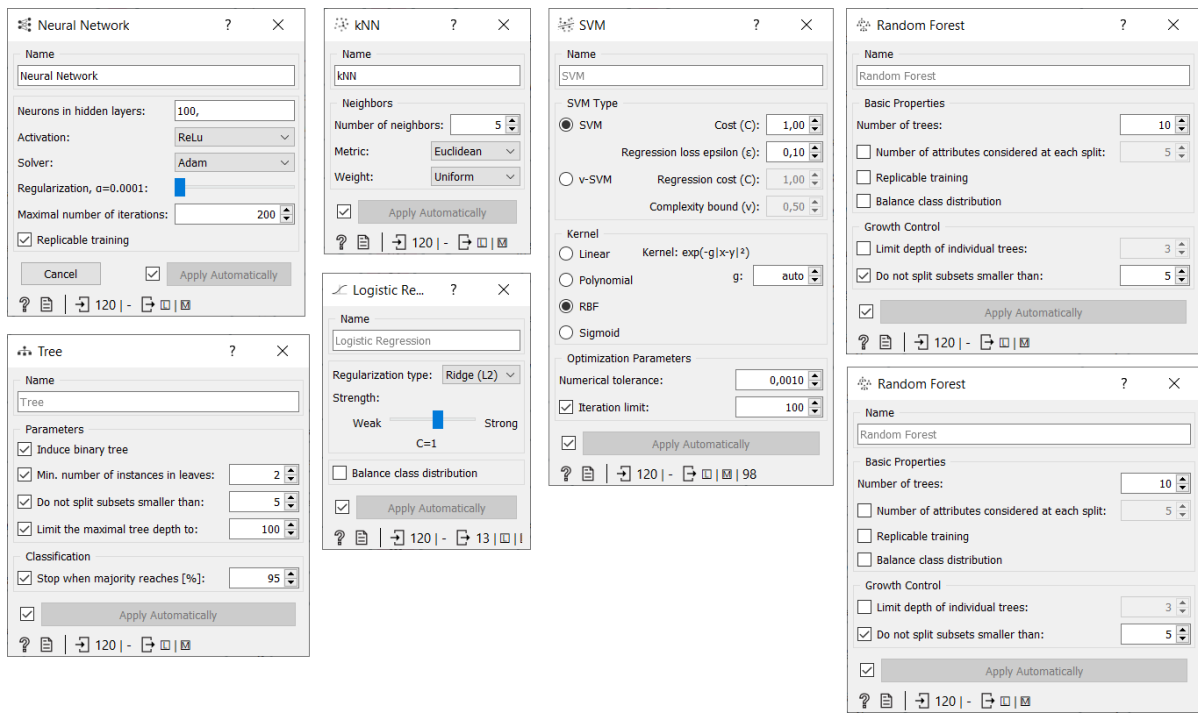 Neural Network ? ×
Name
Neural Network
Neurons in hidden layers: 100,
Activation: ReLu
Solver: Adam
Regularization, α=0.0001:
Maximal number of iterations: 200
Replicable training
Cancel Apply Automatically
? 120 | - L | M
Tree ? ×
Name
Tree
Parameters
Induce binary tree
Min. number of instances in leaves: 2
Do not split subsets smaller than: 5
Limit the maximal tree depth to: 100
Classification
Stop when majority reaches [%]: 95
Apply Automatically
? 120 | - L | M
kNN ? ×
Name
kNN
Neighbors
Number of neighbors: 5
Metric: Euclidean
Weight: Uniform
Apply Automatically
? 120 | - L | M
Logistic Re... ? ×
Name
Logistic Regression
Regularization type: Ridge (L2)
Strength:
Weak Strong
C=1
Balance class distribution
Apply Automatically
? 120 | - 13 | L |
SVM ? ×
Name
SVM
SVM Type
SVM Cost (C): 1,00
Regression loss epsilon (ε): 0,10
v-SVM Regression cost (C): 1,00
Complexity bound (v): 0,50
Kernel
Linear Kernel: exp(-g|x-y|²)
Polynomial g: auto
RBF
Sigmoid
Optimization Parameters
Numerical tolerance: 0,0010
Iteration limit: 100
Apply Automatically
? 120 | - L | M | 98
Random Forest ? ×
Name
Random Forest
Basic Properties
Number of trees: 10
Number of attributes considered at each split: 5
Replicable training
Balance class distribution
Growth Control
Limit depth of individual trees: 3
Do not split subsets smaller than: 5
Apply Automatically
? 120 | - L | M
Random Forest ? ×
Name
Random Forest
Basic Properties
Number of trees: 10
Number of attributes considered at each split: 5
Replicable training
Balance class distribution
Growth Control
Limit depth of individual trees: 3
Do not split subsets smaller than: 5
Apply Automatically
? 120 | - L | M